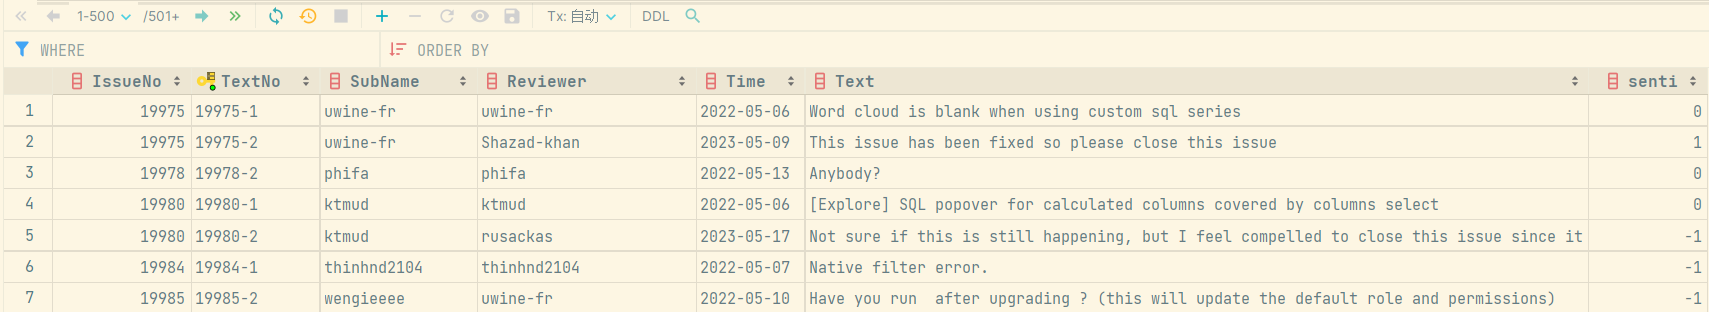 1-500 /501+ Tx: 自动 DDL
WHERE ORDER BY
IssueNo TextNo SubName Reviewer Time Text senti
1 19975 19975-1 uwine-fr uwine-fr 2022-05-06 Word cloud is blank when using custom sql series 0
2 19975 19975-2 uwine-fr Shazad-khan 2023-05-09 This issue has been fixed so please close this issue 1
3 19978 19978-2 phifa phifa 2022-05-13 Anybody? 0
4 19980 19980-1 ktmud ktmud 2022-05-06 [Explore] SQL popover for calculated columns covered by columns select 0
5 19980 19980-2 ktmud rusackas 2023-05-17 Not sure if this is still happening, but I feel compelled to close this issue since it -1
6 19984 19984-1 thinhnd2104 thinhnd2104 2022-05-07 Native filter error. -1
7 19985 19985-2 wengieeee uwine-fr 2022-05-10 Have you run  after upgrading ? (this will update the default role and permissions) -1